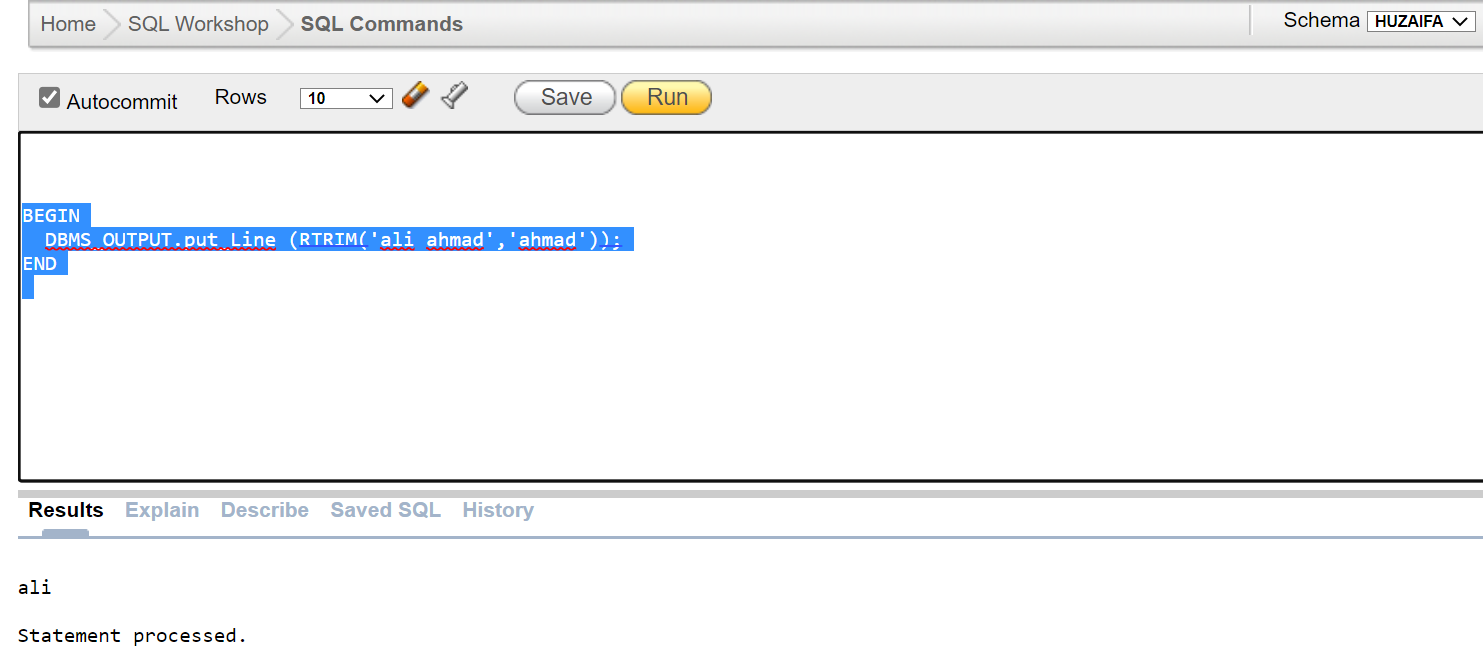 Home SQL Workshop SQL Commands Schema HUZAIFA
Autocommit Rows 10 Save Run
BEGIN
DBMS_OUTPUT.put_Line (RTRIM('ali ahmad','ahmad'));
END
Results Explain Describe Saved SQL History
ali
Statement processed.